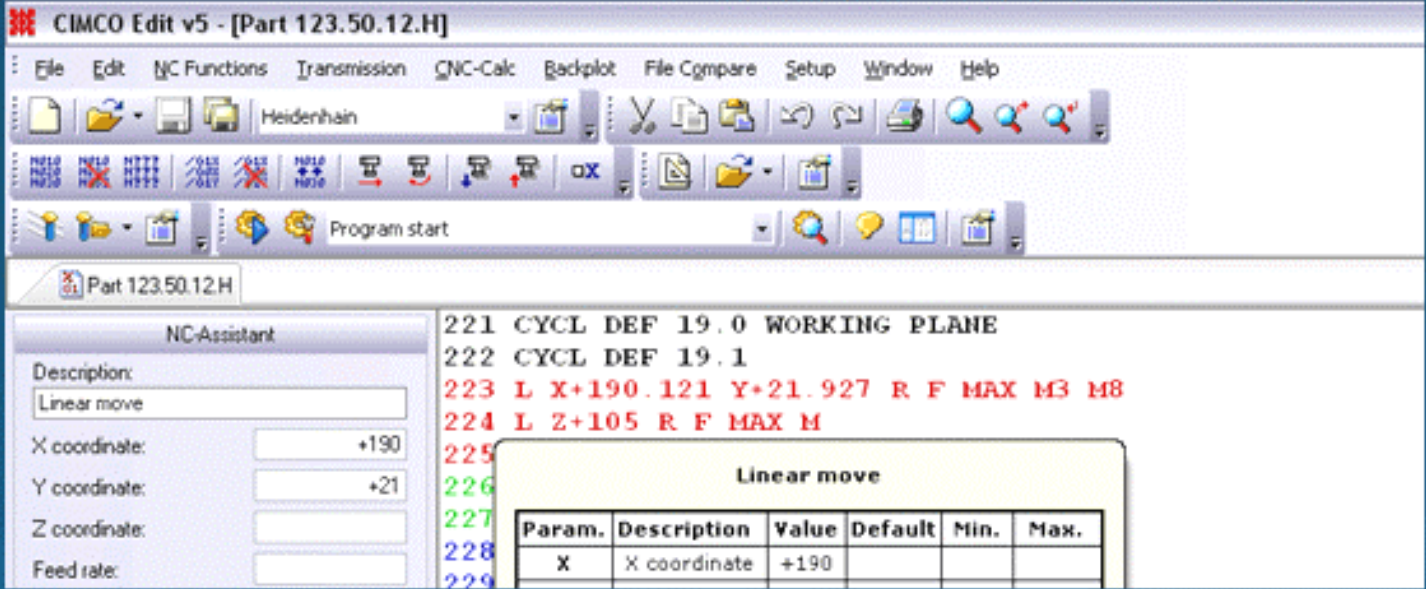 CIMCO Edit v5 - [Part 123.50.12.H]
File Edit NC Functions Transmission CNC-Calc Backplot File Compare Setup Window Help
Heidenhain
Program start
Part 123.50.12.H
NC-Assistant
Description:
Linear move
X coordinate: +190
Y coordinate: +21
Z coordinate:
Feed rate:
221 CYCL DEF 19.0 WORKING PLANE
222 CYCL DEF 19.1
223 L X+190.121 Y+21.927 R F MAX M3 M8
224 L Z+105 R F MAX M
225
226
227
228
229
Linear move
Param. Description Value Default Min. Max.
X X coordinate +190